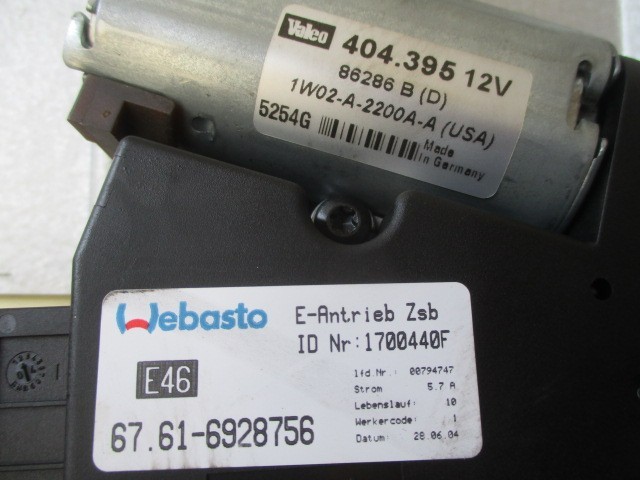 Valeo 404.395 12V
86286 B (D)
1W02-A-2200A-A (USA)
5254G Made
in Germany
Webasto E-Antrieb Zsb
ID Nr:1700440F
E46 lfd.Nr.: 00794747
Strom 5.7 A
Lebenslauf: 10
67.61-6928756 Werkercode: 1
Datum: 28.06.04